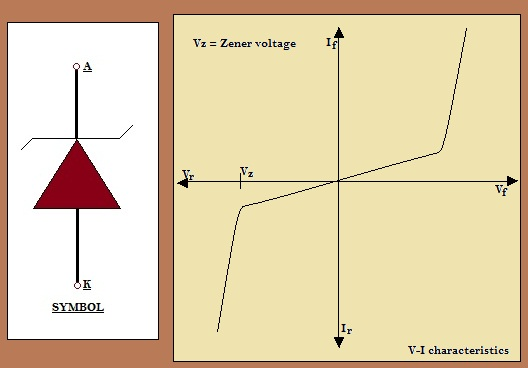 A
K
SYMBOL
Vz = Zener voltage
If
Vr
Vz
Vf
Ir
V-I characteristics